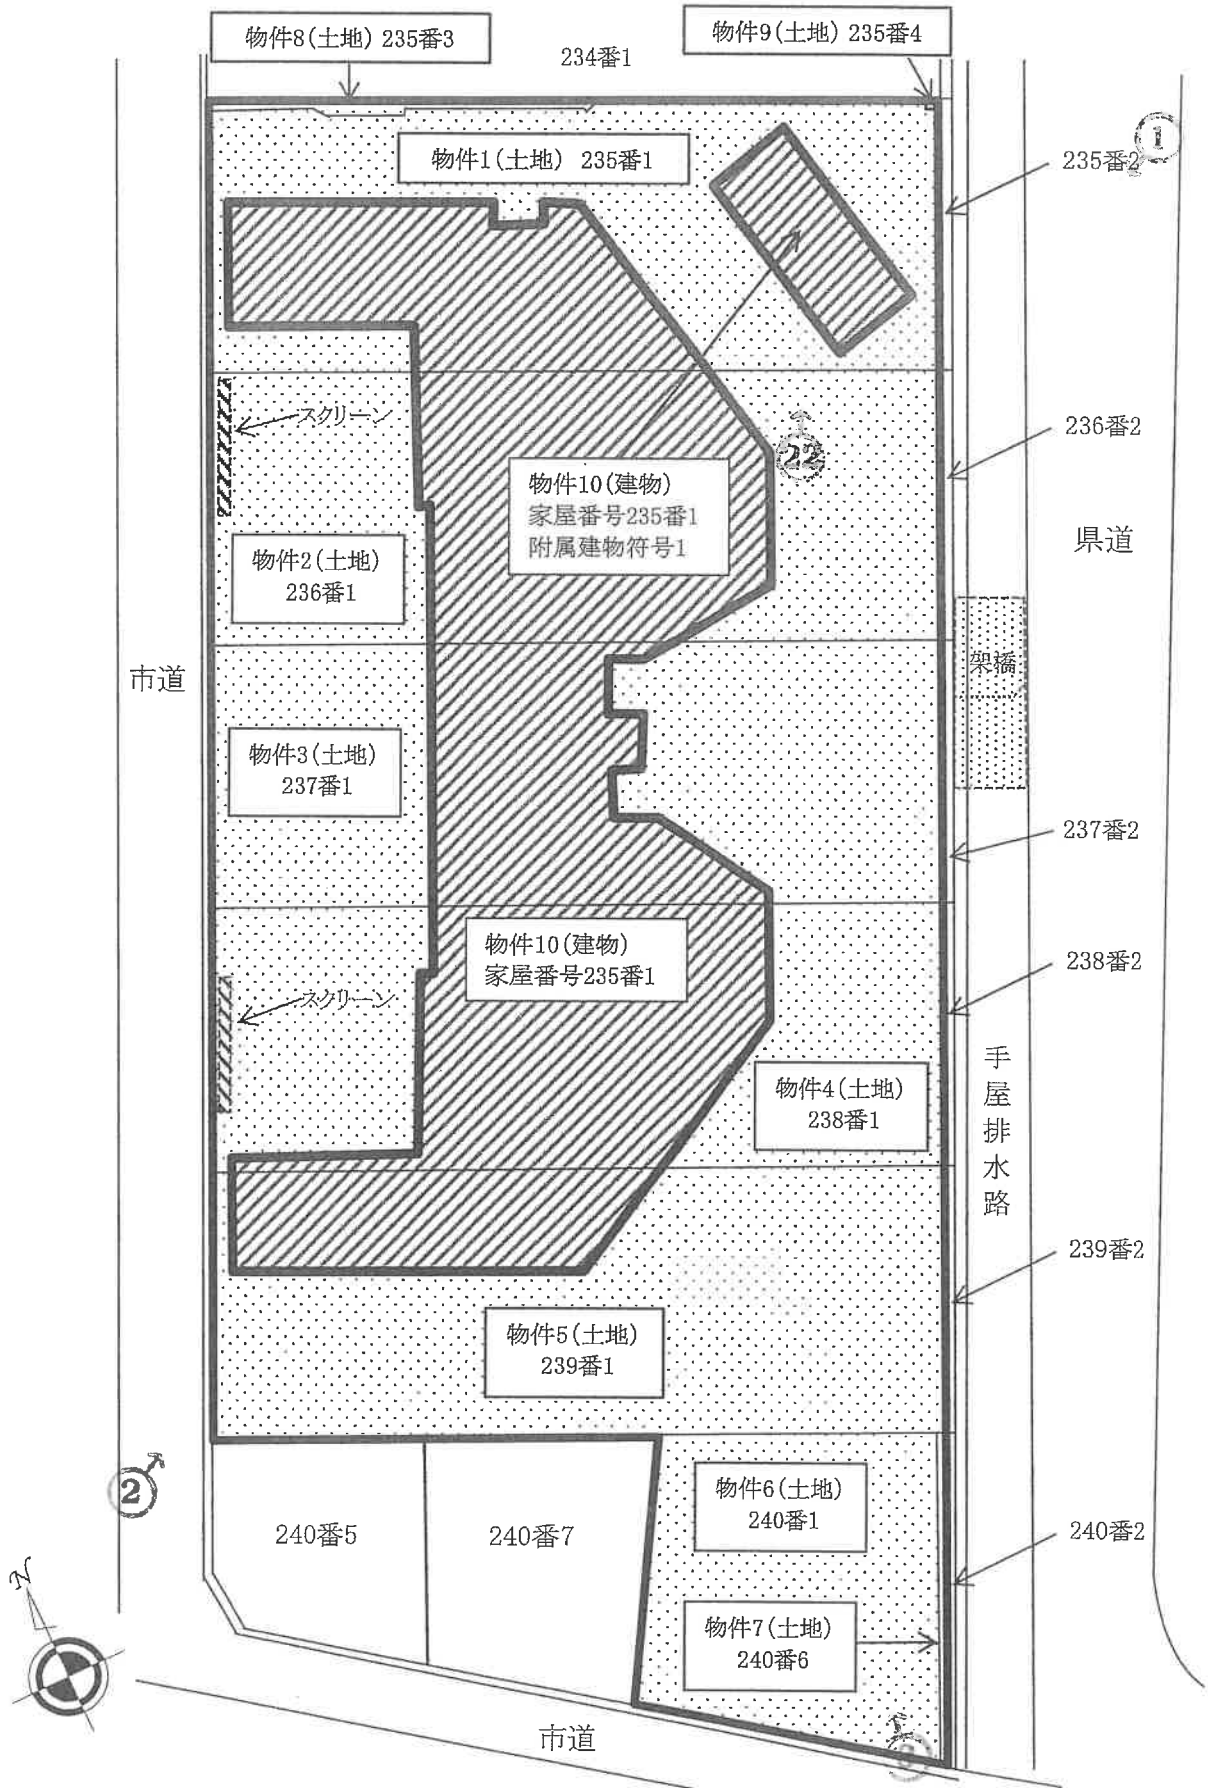 物件8(土地) 235番3
物件9(土地) 235番4
234番1
①
物件1(土地) 235番1
235番2
スクリーン
22
236番2
物件10(建物)
家屋番号235番1
附属建物符号1
県道
物件2(土地)
236番1
架橋
市道
物件3(土地)
237番1
237番2
物件10(建物)
家屋番号235番1
238番2
スクリーン
物件4(土地)
238番1
手屋排水路
239番2
物件5(土地)
239番1
②
物件6(土地)
240番1
240番5
240番7
240番2
N
物件7(土地)
240番6
市道
③